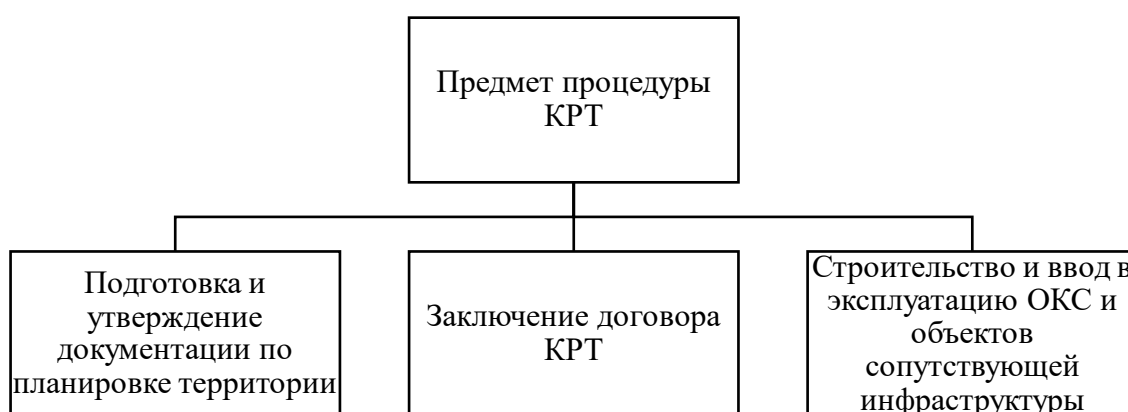 Предмет процедуры
КРТ
Подготовка и
утверждение
документации по
планировке территории
Заключение договора
КРТ
Строительство и ввод в
эксплуатацию ОКС и
объектов
сопутствующей
инфраструктуры